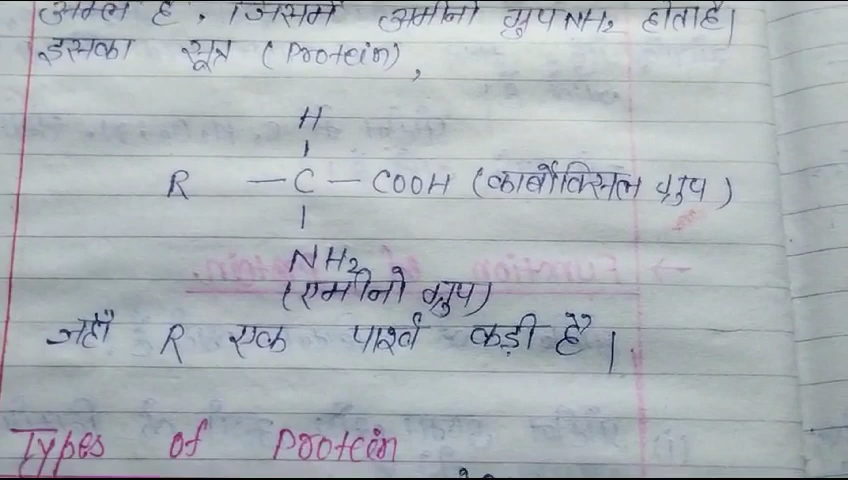 अम्ल है, जिसमें अमीनो ग्रुप NH₂ होता है।
इसका सूत्र (Protein),
H
R — C — COOH (कार्बोक्सिल ग्रुप)
NH₂
(एमीनो ग्रुप)
जहाँ R एक पार्श्व कड़ी है।
Types of Protein